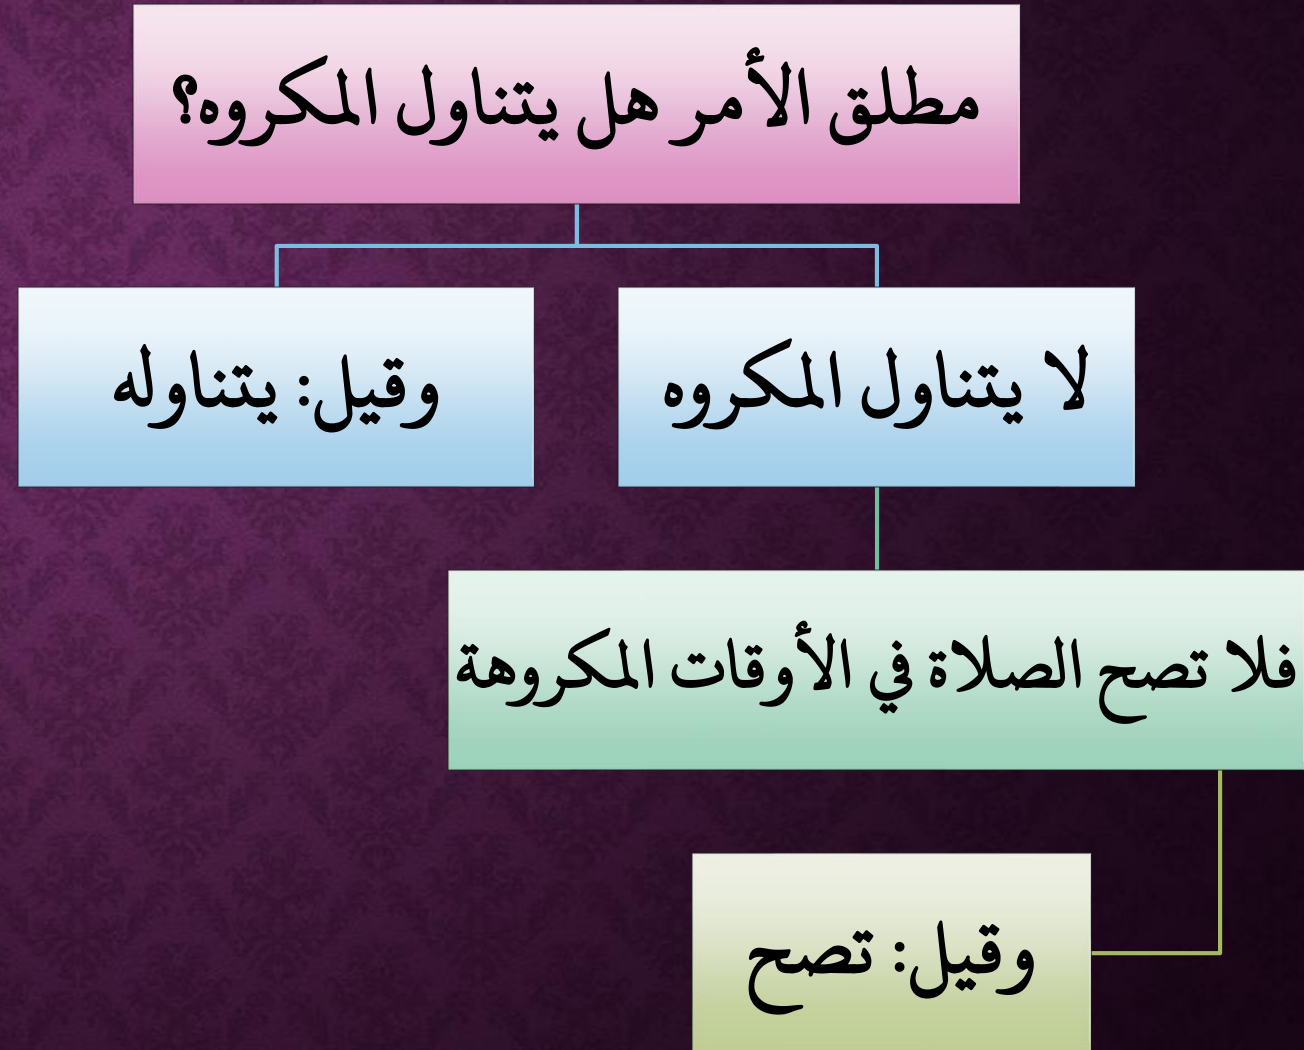 مطلق الأمر هل يتناول المكروه؟
لا يتناول المكروه
وقيل: يتناوله
فلا تصح الصلاة في الأوقات المكروهة
وقيل: تصح